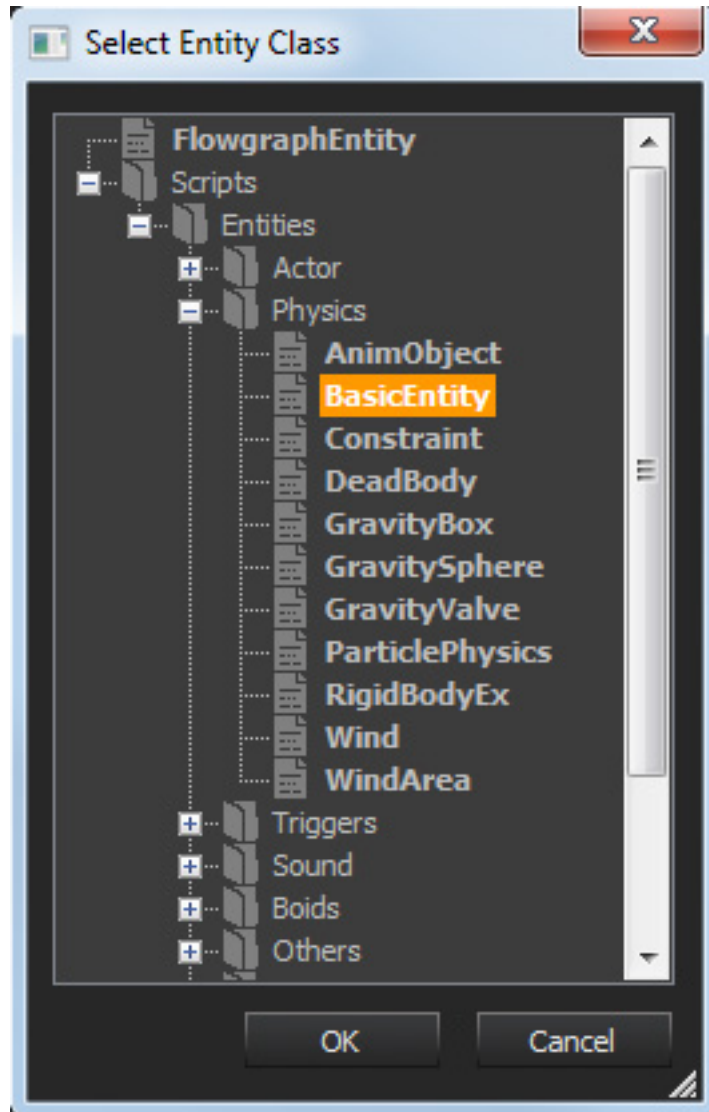 Select Entity Class
FlowgraphEntity
Scripts
Entities
Actor
Physics
AnimObject
BasicEntity
Constraint
DeadBody
GravityBox
GravitySphere
GravityValve
ParticlePhysics
RigidBodyEx
Wind
WindArea
Triggers
Sound
Boids
Others
OK Cancel